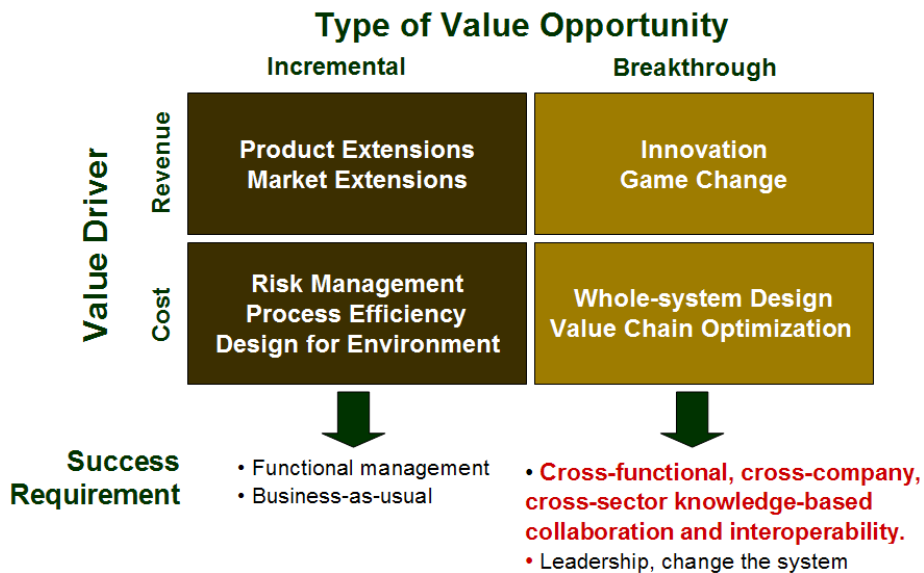 Type of Value Opportunity
Incremental
Breakthrough
Value Driver
Revenue
Product Extensions
Market Extensions
Innovation
Game Change
Cost
Risk Management
Process Efficiency
Design for Environment
Whole-system Design
Value Chain Optimization
Success
Requirement
• Functional management
• Business-as-usual
• Cross-functional, cross-company,
cross-sector knowledge-based
collaboration and interoperability.
• Leadership, change the system